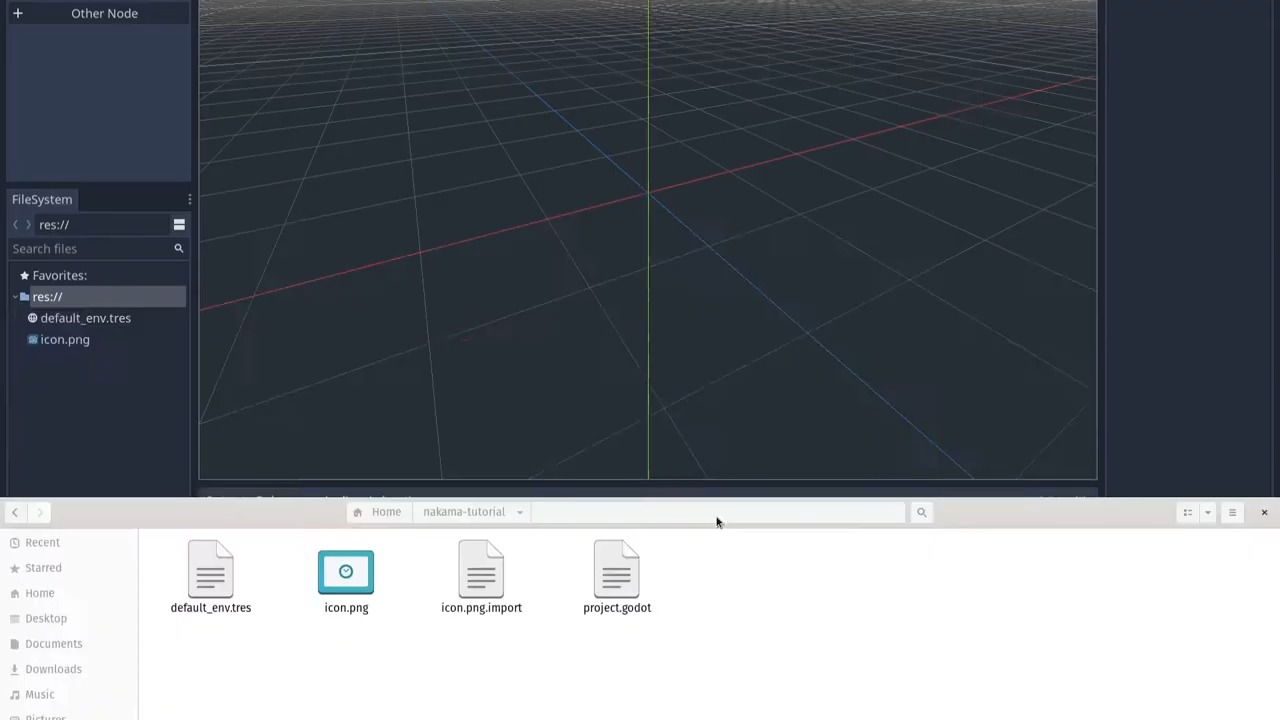 Other Node
FileSystem
res://
Search files
Favorites:
res://
default_env.tres
icon.png
Home
nakama-tutorial
Recent
Starred
Home
Desktop
Documents
Downloads
Music
default_env.tres
icon.png
icon.png.import
project.godot